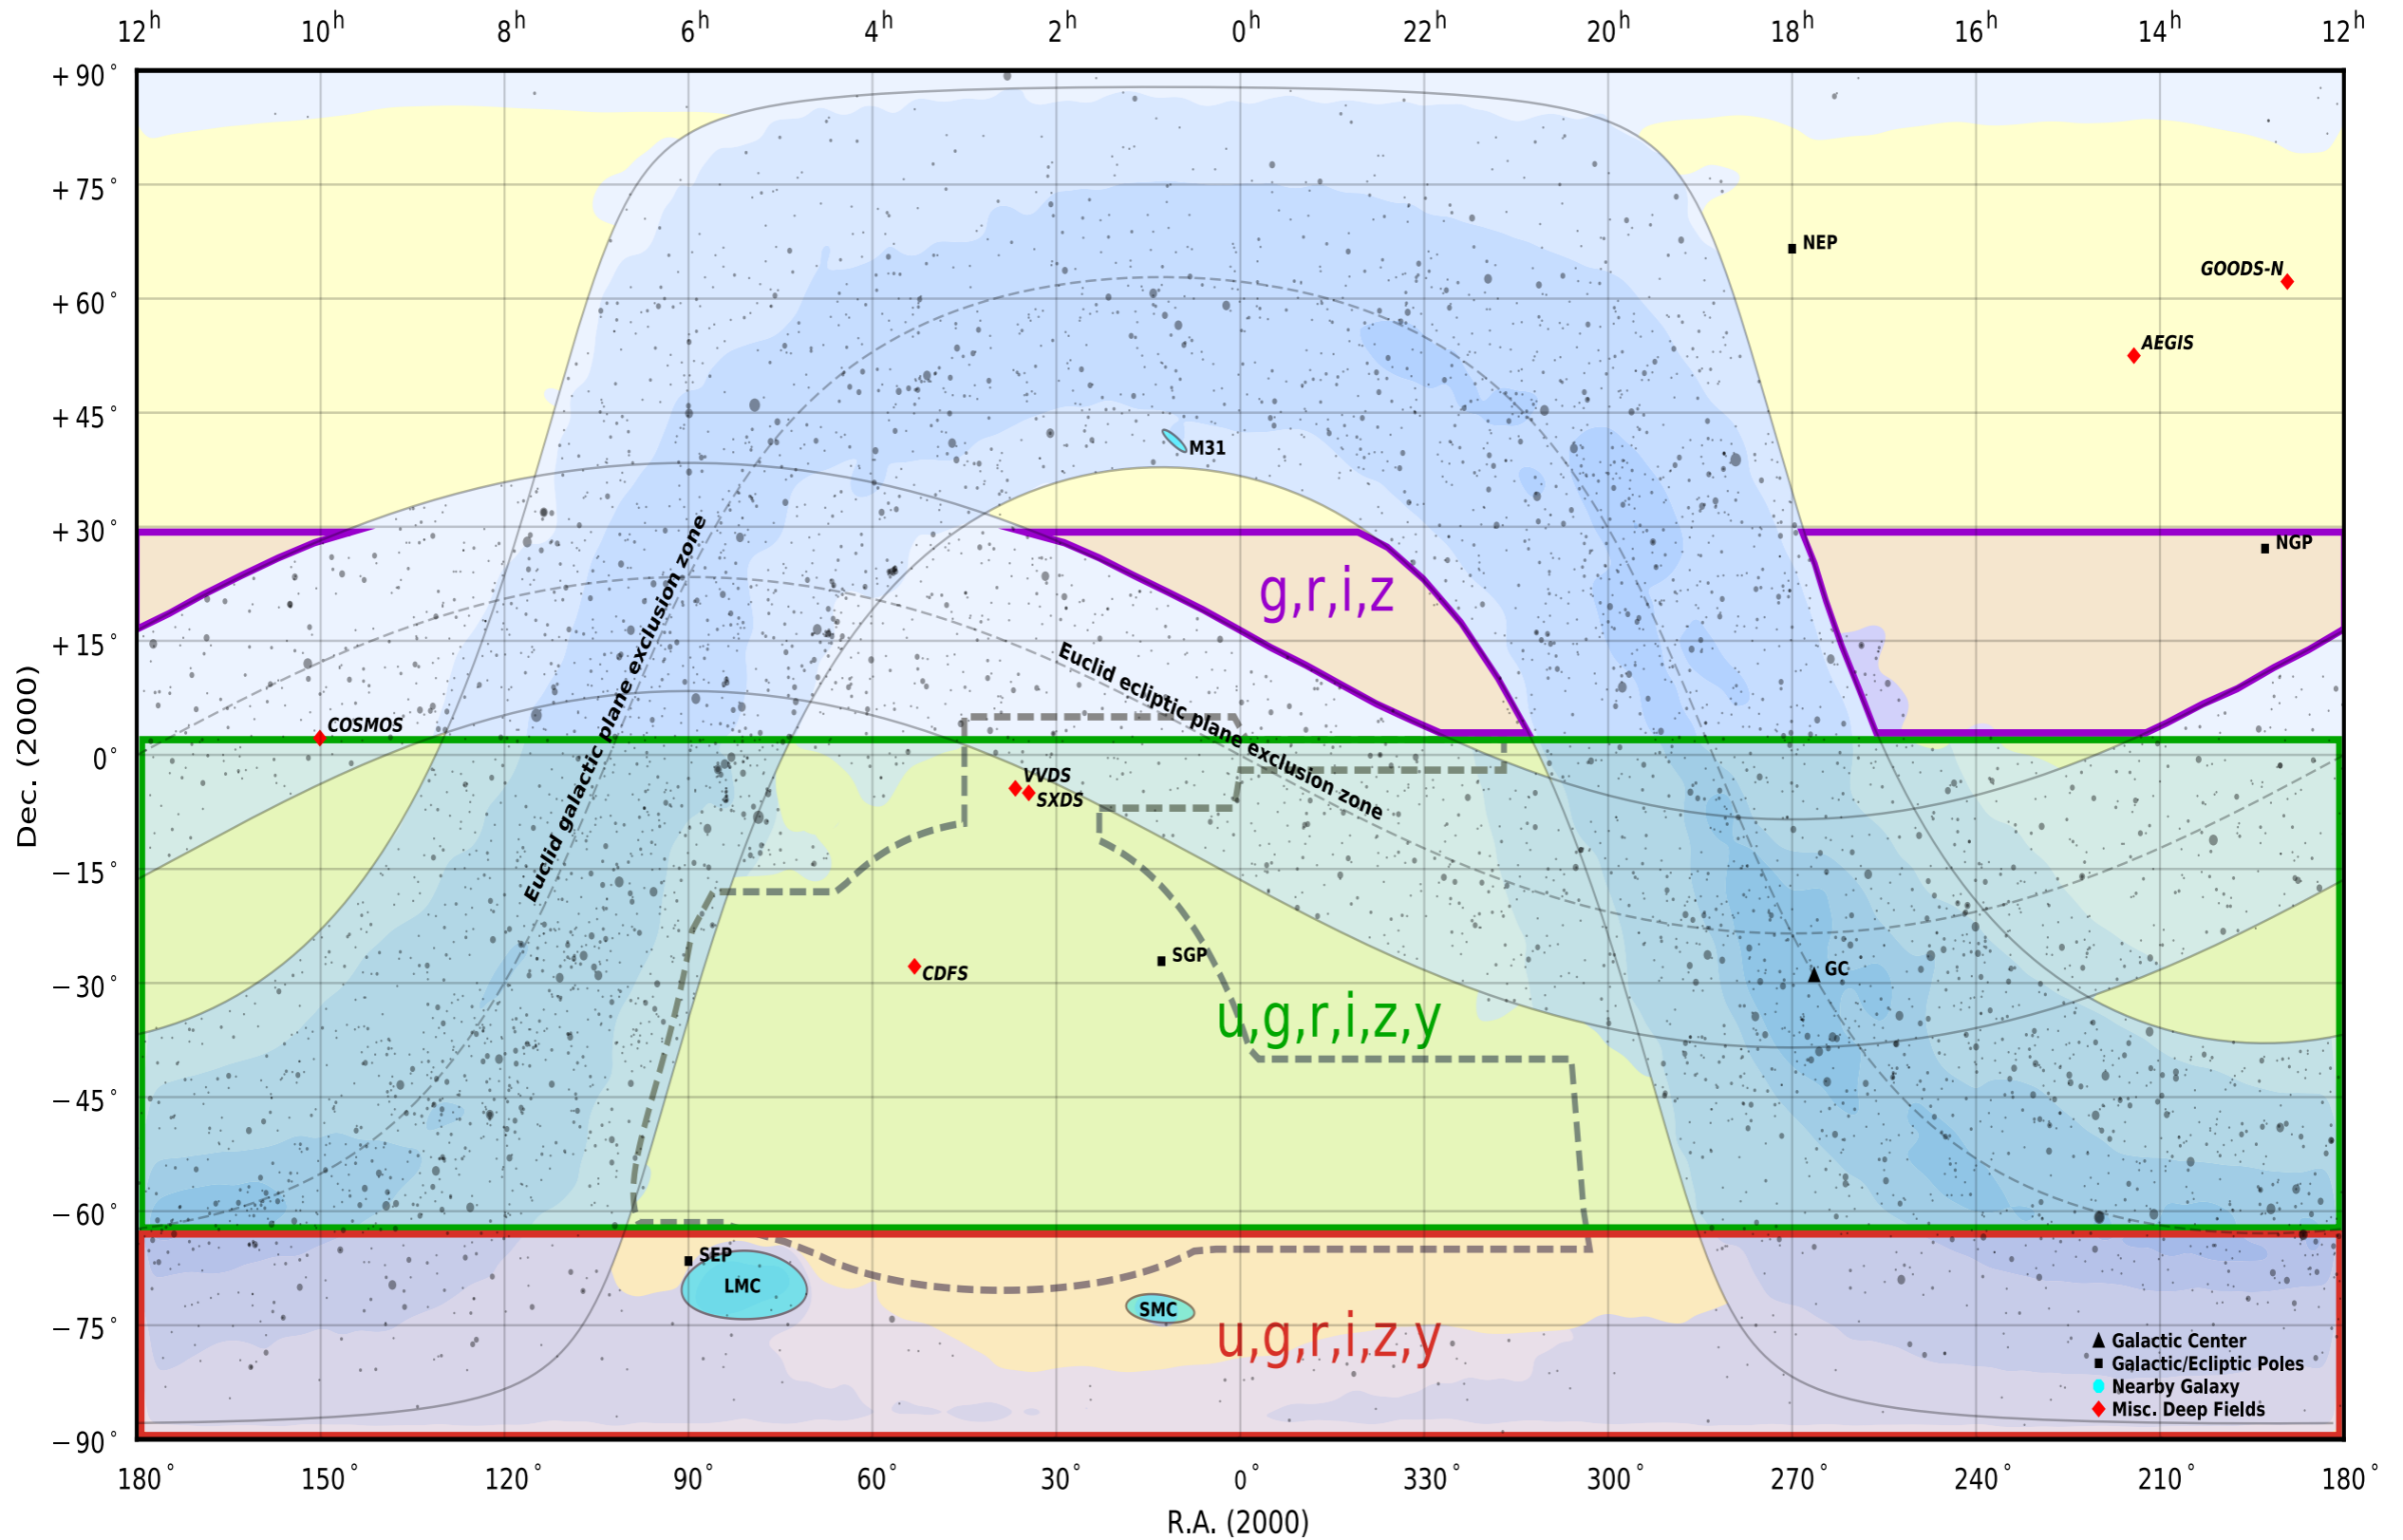 12h 10h 8h 6h 4h 2h 0h 22h 20h 18h 16h 14h 12h
+90°
+75°
NEP
GOODS-N
+60°
AEGIS
+45°
M31
+30°
NGP
g,r,i,z
Euclid galactic plane exclusion zone
+15°
Euclid ecliptic plane exclusion zone
COSMOS
Dec. (2000)
0°
VVDS
SXDS
−15°
SGP
GC
CDFS
−30°
u,g,r,i,z,y
−45°
−60°
SEP
LMC
SMC
−75°
u,g,r,i,z,y
Galactic Center
Galactic/Ecliptic Poles
Nearby Galaxy
Misc. Deep Fields
−90°
180° 150° 120° 90° 60° 30° 0° 330° 300° 270° 240° 210° 180°
R.A. (2000)